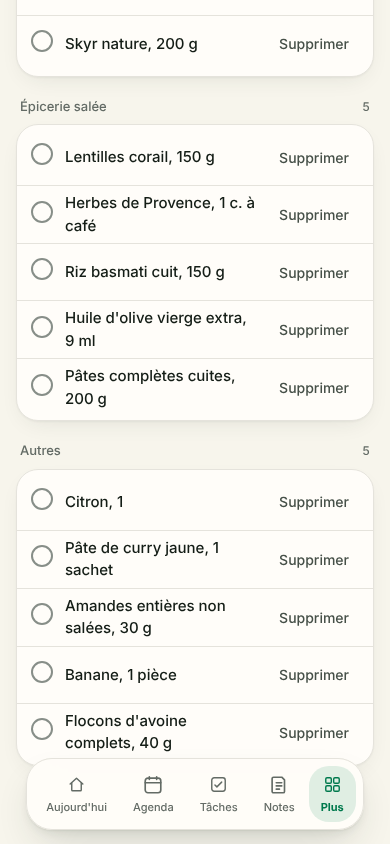 Skyr nature, 200 g
Supprimer
Épicerie salée
5
Lentilles corail, 150 g
Supprimer
Herbes de Provence, 1 c. à
café
Supprimer
Riz basmati cuit, 150 g
Supprimer
Huile d'olive vierge extra,
9 ml
Supprimer
Pâtes complètes cuites,
200 g
Supprimer
Autres
5
Citron, 1
Supprimer
Pâte de curry jaune, 1
sachet
Supprimer
Amandes entières non
salées, 30 g
Supprimer
Banane, 1 pièce
Supprimer
Flocons d'avoine
complets, 40 g
Supprimer
Aujourd'hui
Agenda
Tâches
Notes
Plus